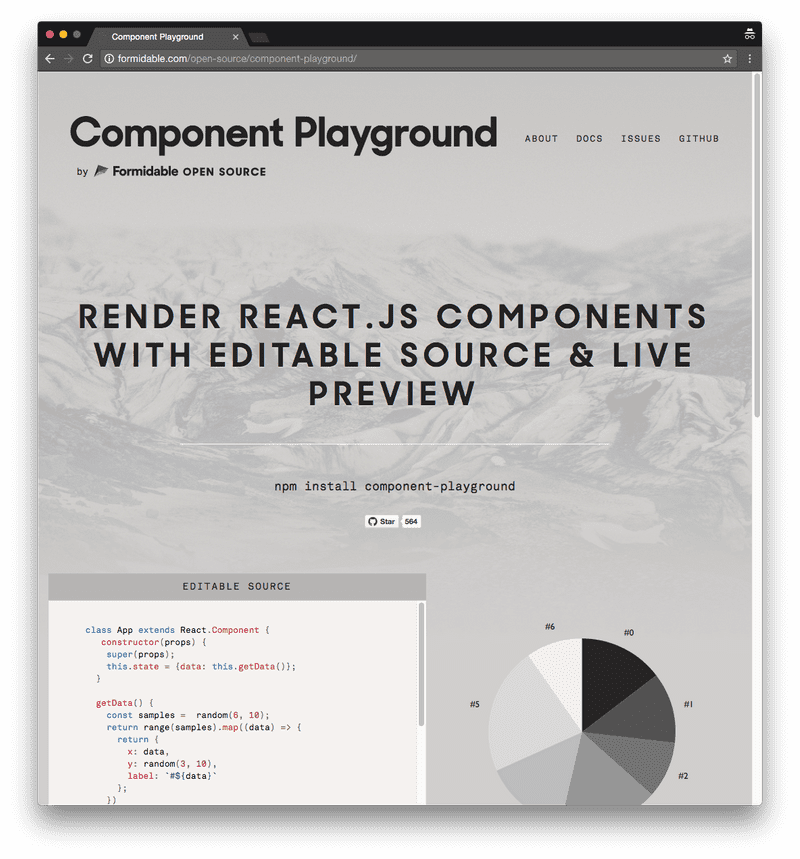 Component Playground
formidable.com/open-source/component-playground/
Component Playground
ABOUT DOCS ISSUES GITHUB
by Formidable OPEN SOURCE
RENDER REACT.JS COMPONENTS
WITH EDITABLE SOURCE & LIVE
PREVIEW
npm install component-playground
Star 564
EDITABLE SOURCE
class App extends React.Component {
constructor(props) {
super(props);
this.state = {data: this.getData()};
}
getData() {
const samples =  random(6, 10);
return range(samples).map((data) => {
return {
x: data,
y: random(3, 10),
label: `#${data}`
};
})
#6
#0
#5
#1
#2